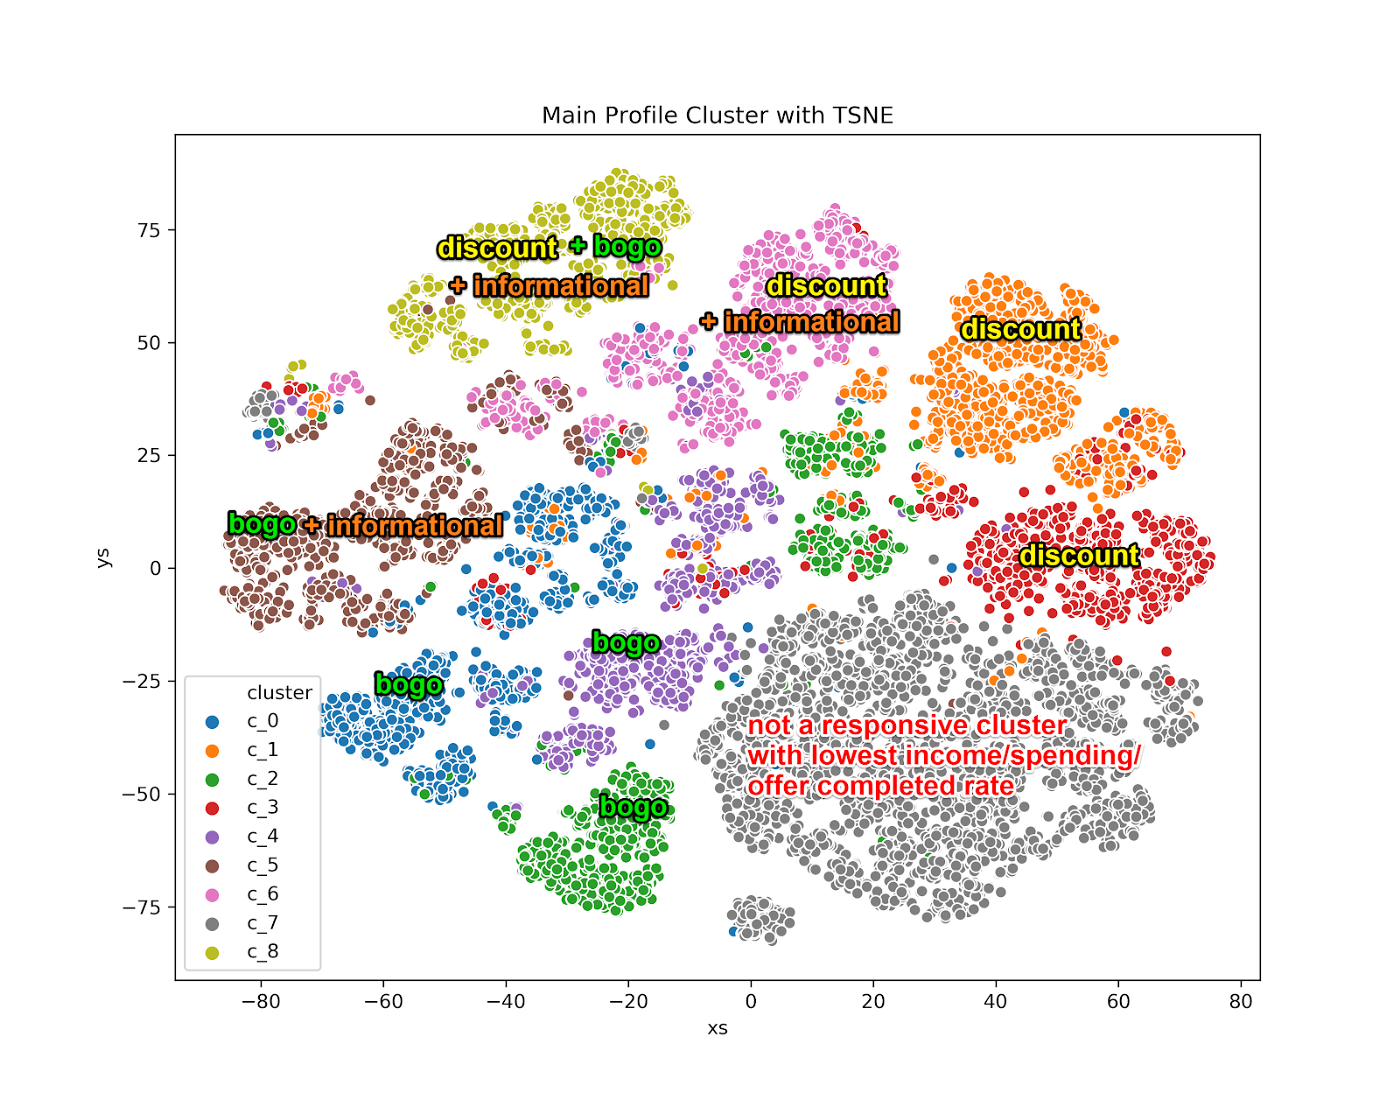 Main Profile Cluster with TSNE
discount + bogo
+ informational
discount
+ informational
discount
bogo + informational
discount
bogo
bogo
bogo
not a responsive cluster
with lowest income/spending/
offer completed rate
cluster
c_0
c_1
c_2
c_3
c_4
c_5
c_6
c_7
c_8
ys
75
50
25
0
−25
−50
−75
−80
−60
−40
−20
0
20
40
60
80
xs